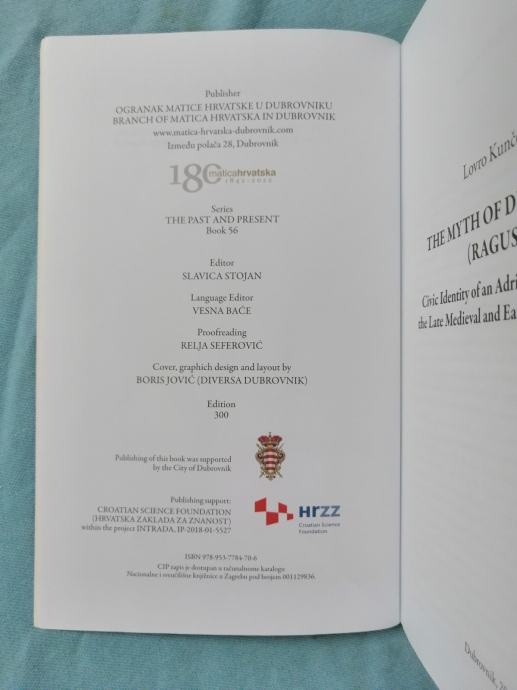 Publisher
OGRANAK MATICE HRVATSKE U DUBROVNIKU
BRANCH OF MATICA HRVATSKA IN DUBROVNIK
www.matica-hrvatska-dubrovnik.com
Između polača 28, Dubrovnik
180 maticahrvatska
1842-2022
Series
THE PAST AND PRESENT
Book 56
Editor
SLAVICA STOJAN
Language Editor
VESNA BAĆE
Proofreading
RELJA SEFEROVIĆ
Cover, graphich design and layout by
BORIS JOVIĆ (DIVERSA DUBROVNIK)
Edition
300
Publishing of this book was supported
by the City of Dubrovnik
Publishing support:
CROATIAN SCIENCE FOUNDATION
(HRVATSKA ZAKLADA ZA ZNANOST)
within the project INTRADA, IP-2018-01-5527
Hrzz
Croatian Science
Foundation
ISBN 978-953-7784-70-6
CIP zapis je dostupan u računalnome katalogu
Nacionalne i sveučilišne knjižnice u Zagrebu pod brojem 001129836.
Lovro
THE MYTH OF
(RAGUS
Civic Identity of an Adri
the Late Medieval and Ea
Dubrovnik,